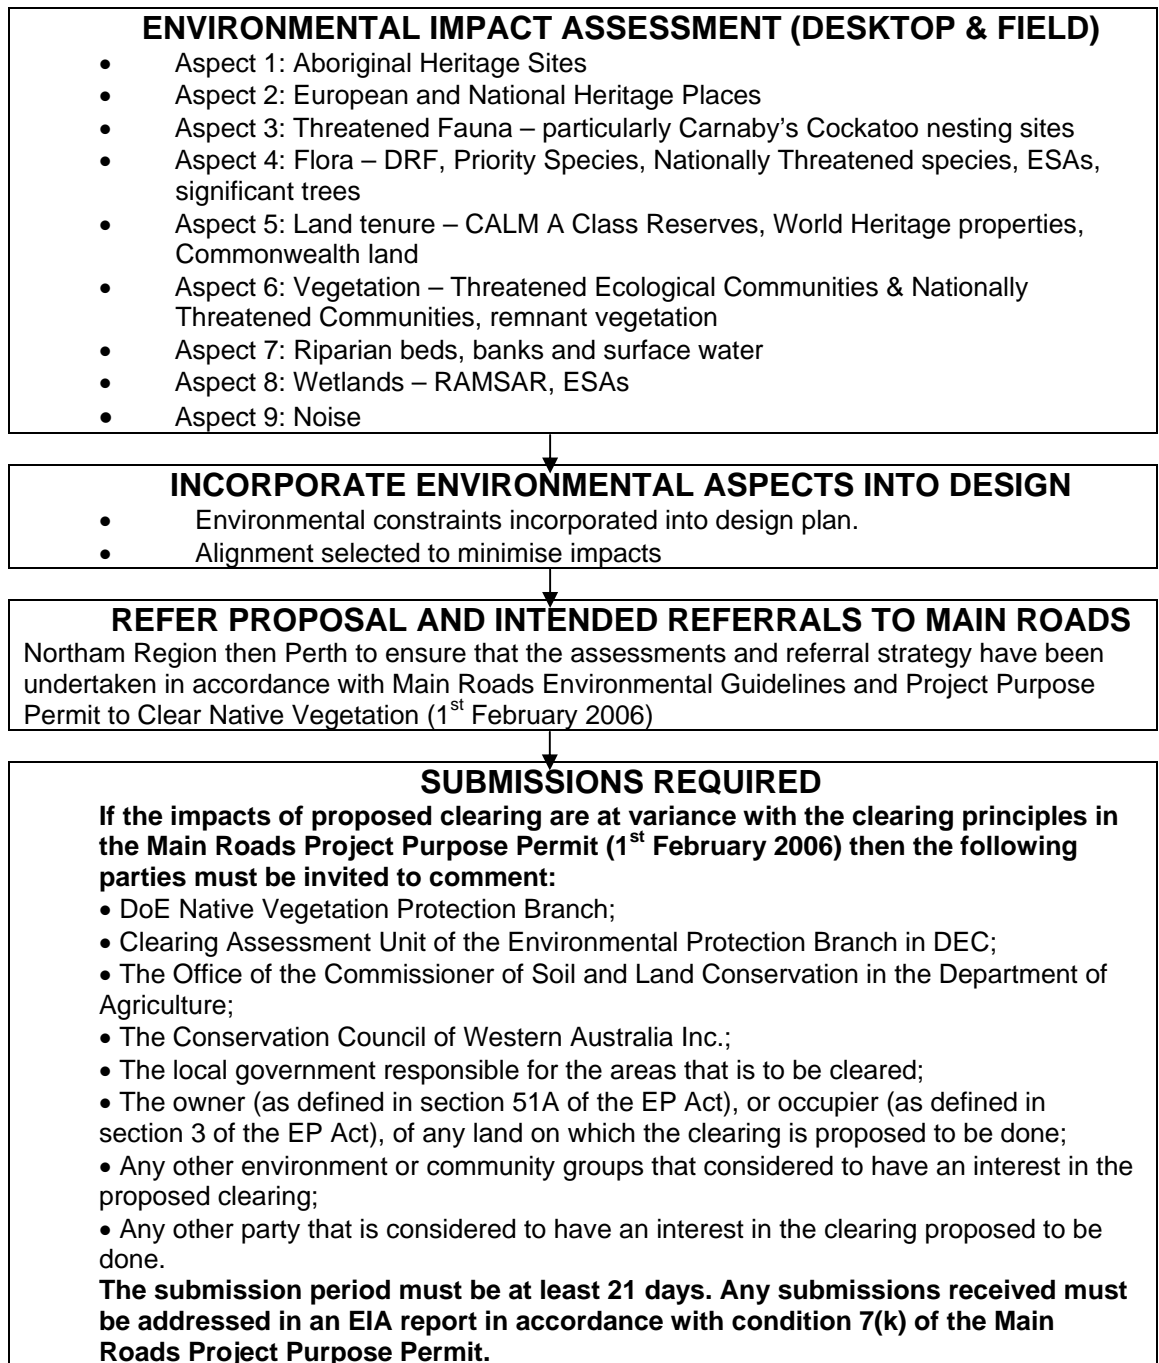 ENVIRONMENTAL IMPACT ASSESSMENT (DESKTOP & FIELD)
• Aspect 1: Aboriginal Heritage Sites
• Aspect 2: European and National Heritage Places
• Aspect 3: Threatened Fauna – particularly Carnaby's Cockatoo nesting sites
• Aspect 4: Flora – DRF, Priority Species, Nationally Threatened species, ESAs,
significant trees
• Aspect 5: Land tenure – CALM A Class Reserves, World Heritage properties,
Commonwealth land
• Aspect 6: Vegetation – Threatened Ecological Communities & Nationally
Threatened Communities, remnant vegetation
• Aspect 7: Riparian beds, banks and surface water
• Aspect 8: Wetlands – RAMSAR, ESAs
• Aspect 9: Noise
INCORPORATE ENVIRONMENTAL ASPECTS INTO DESIGN
• Environmental constraints incorporated into design plan.
• Alignment selected to minimise impacts
REFER PROPOSAL AND INTENDED REFERRALS TO MAIN ROADS
Northam Region then Perth to ensure that the assessments and referral strategy have been
undertaken in accordance with Main Roads Environmental Guidelines and Project Purpose
Permit to Clear Native Vegetation (1st February 2006)
SUBMISSIONS REQUIRED
If the impacts of proposed clearing are at variance with the clearing principles in
the Main Roads Project Purpose Permit (1st February 2006) then the following
parties must be invited to comment:
• DoE Native Vegetation Protection Branch;
• Clearing Assessment Unit of the Environmental Protection Branch in DEC;
• The Office of the Commissioner of Soil and Land Conservation in the Department of
Agriculture;
• The Conservation Council of Western Australia Inc.;
• The local government responsible for the areas that is to be cleared;
• The owner (as defined in section 51A of the EP Act), or occupier (as defined in
section 3 of the EP Act), of any land on which the clearing is proposed to be done;
• Any other environment or community groups that considered to have an interest in the
proposed clearing;
• Any other party that is considered to have an interest in the clearing proposed to be
done.
The submission period must be at least 21 days. Any submissions received must
be addressed in an EIA report in accordance with condition 7(k) of the Main
Roads Project Purpose Permit.